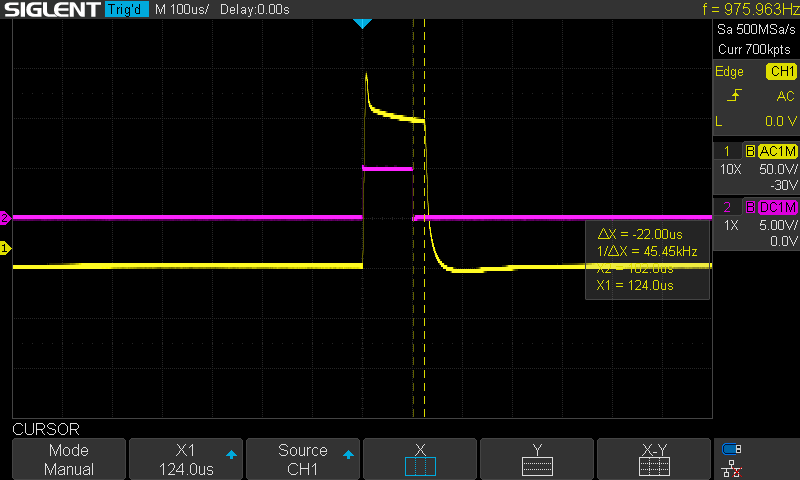 SIGLENT Trig'd M 100us/ Delay:0.00s f = 975.963Hz
Sa 500MSa/s
Curr 700kpts
Edge CH1
AC
L 0.0 V
1 B AC1M
10X 50.0V/
-30V
2 B DC1M
1X 5.00V/
0.0V
2
1
ΔX = -22.00us
1/ΔX = 45.45kHz
X2 = 102.0us
X1 = 124.0us
CURSOR
Mode X1 Source X Y X-Y
Manual 124.0us CH1